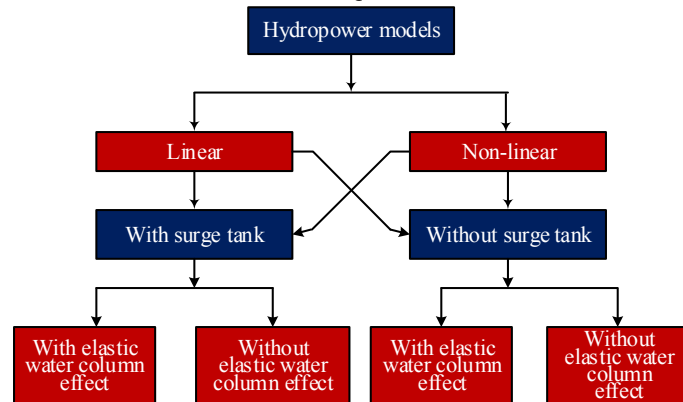 Hydropower models
Linear
Non-linear
With surge tank
Without surge tank
With elastic
water column
effect
Without
elastic water
column effect
With elastic
water column
effect
Without
elastic water
column
effect